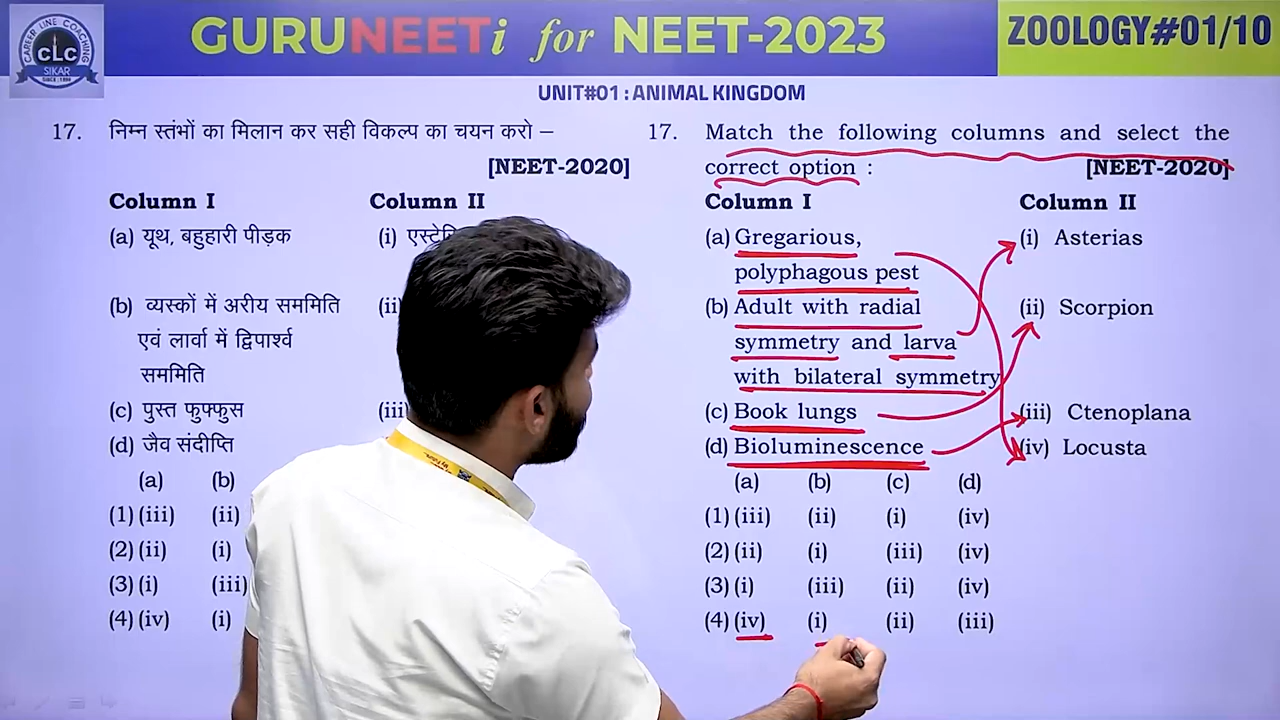 CAREER LINE COACHING
CLC
SIKAR
SINCE : 1996
GURUNEETi for NEET-2023
ZOOLOGY#01/10
UNIT#01 : ANIMAL KINGDOM
17. निम्न स्तंभों का मिलान कर सही विकल्प का चयन करो –
[NEET-2020]
Column I Column II
(a) यूथ, बहुहारी पीड़क (i)
(b) व्यस्कों में अरीय सममिति (ii)
एवं लार्वा में द्विपार्श्व
सममिति
(c) पुस्त फुफ्फुस (iii)
(d) जैव संदीप्ति
(a) (b)
(1) (iii) (ii)
(2) (ii) (i)
(3) (i) (iii)
(4) (iv) (i)
17. Match the following columns and select the
correct option : [NEET-2020]
Column I Column II
(a) Gregarious, (i) Asterias
polyphagous pest
(b) Adult with radial (ii) Scorpion
symmetry and larva
with bilateral symmetry
(c) Book lungs (iii) Ctenoplana
(d) Bioluminescence (iv) Locusta
(a) (b) (c) (d)
(1) (iii) (ii) (i) (iv)
(2) (ii) (i) (iii) (iv)
(3) (i) (iii) (ii) (iv)
(4) (iv) (i) (ii) (iii)